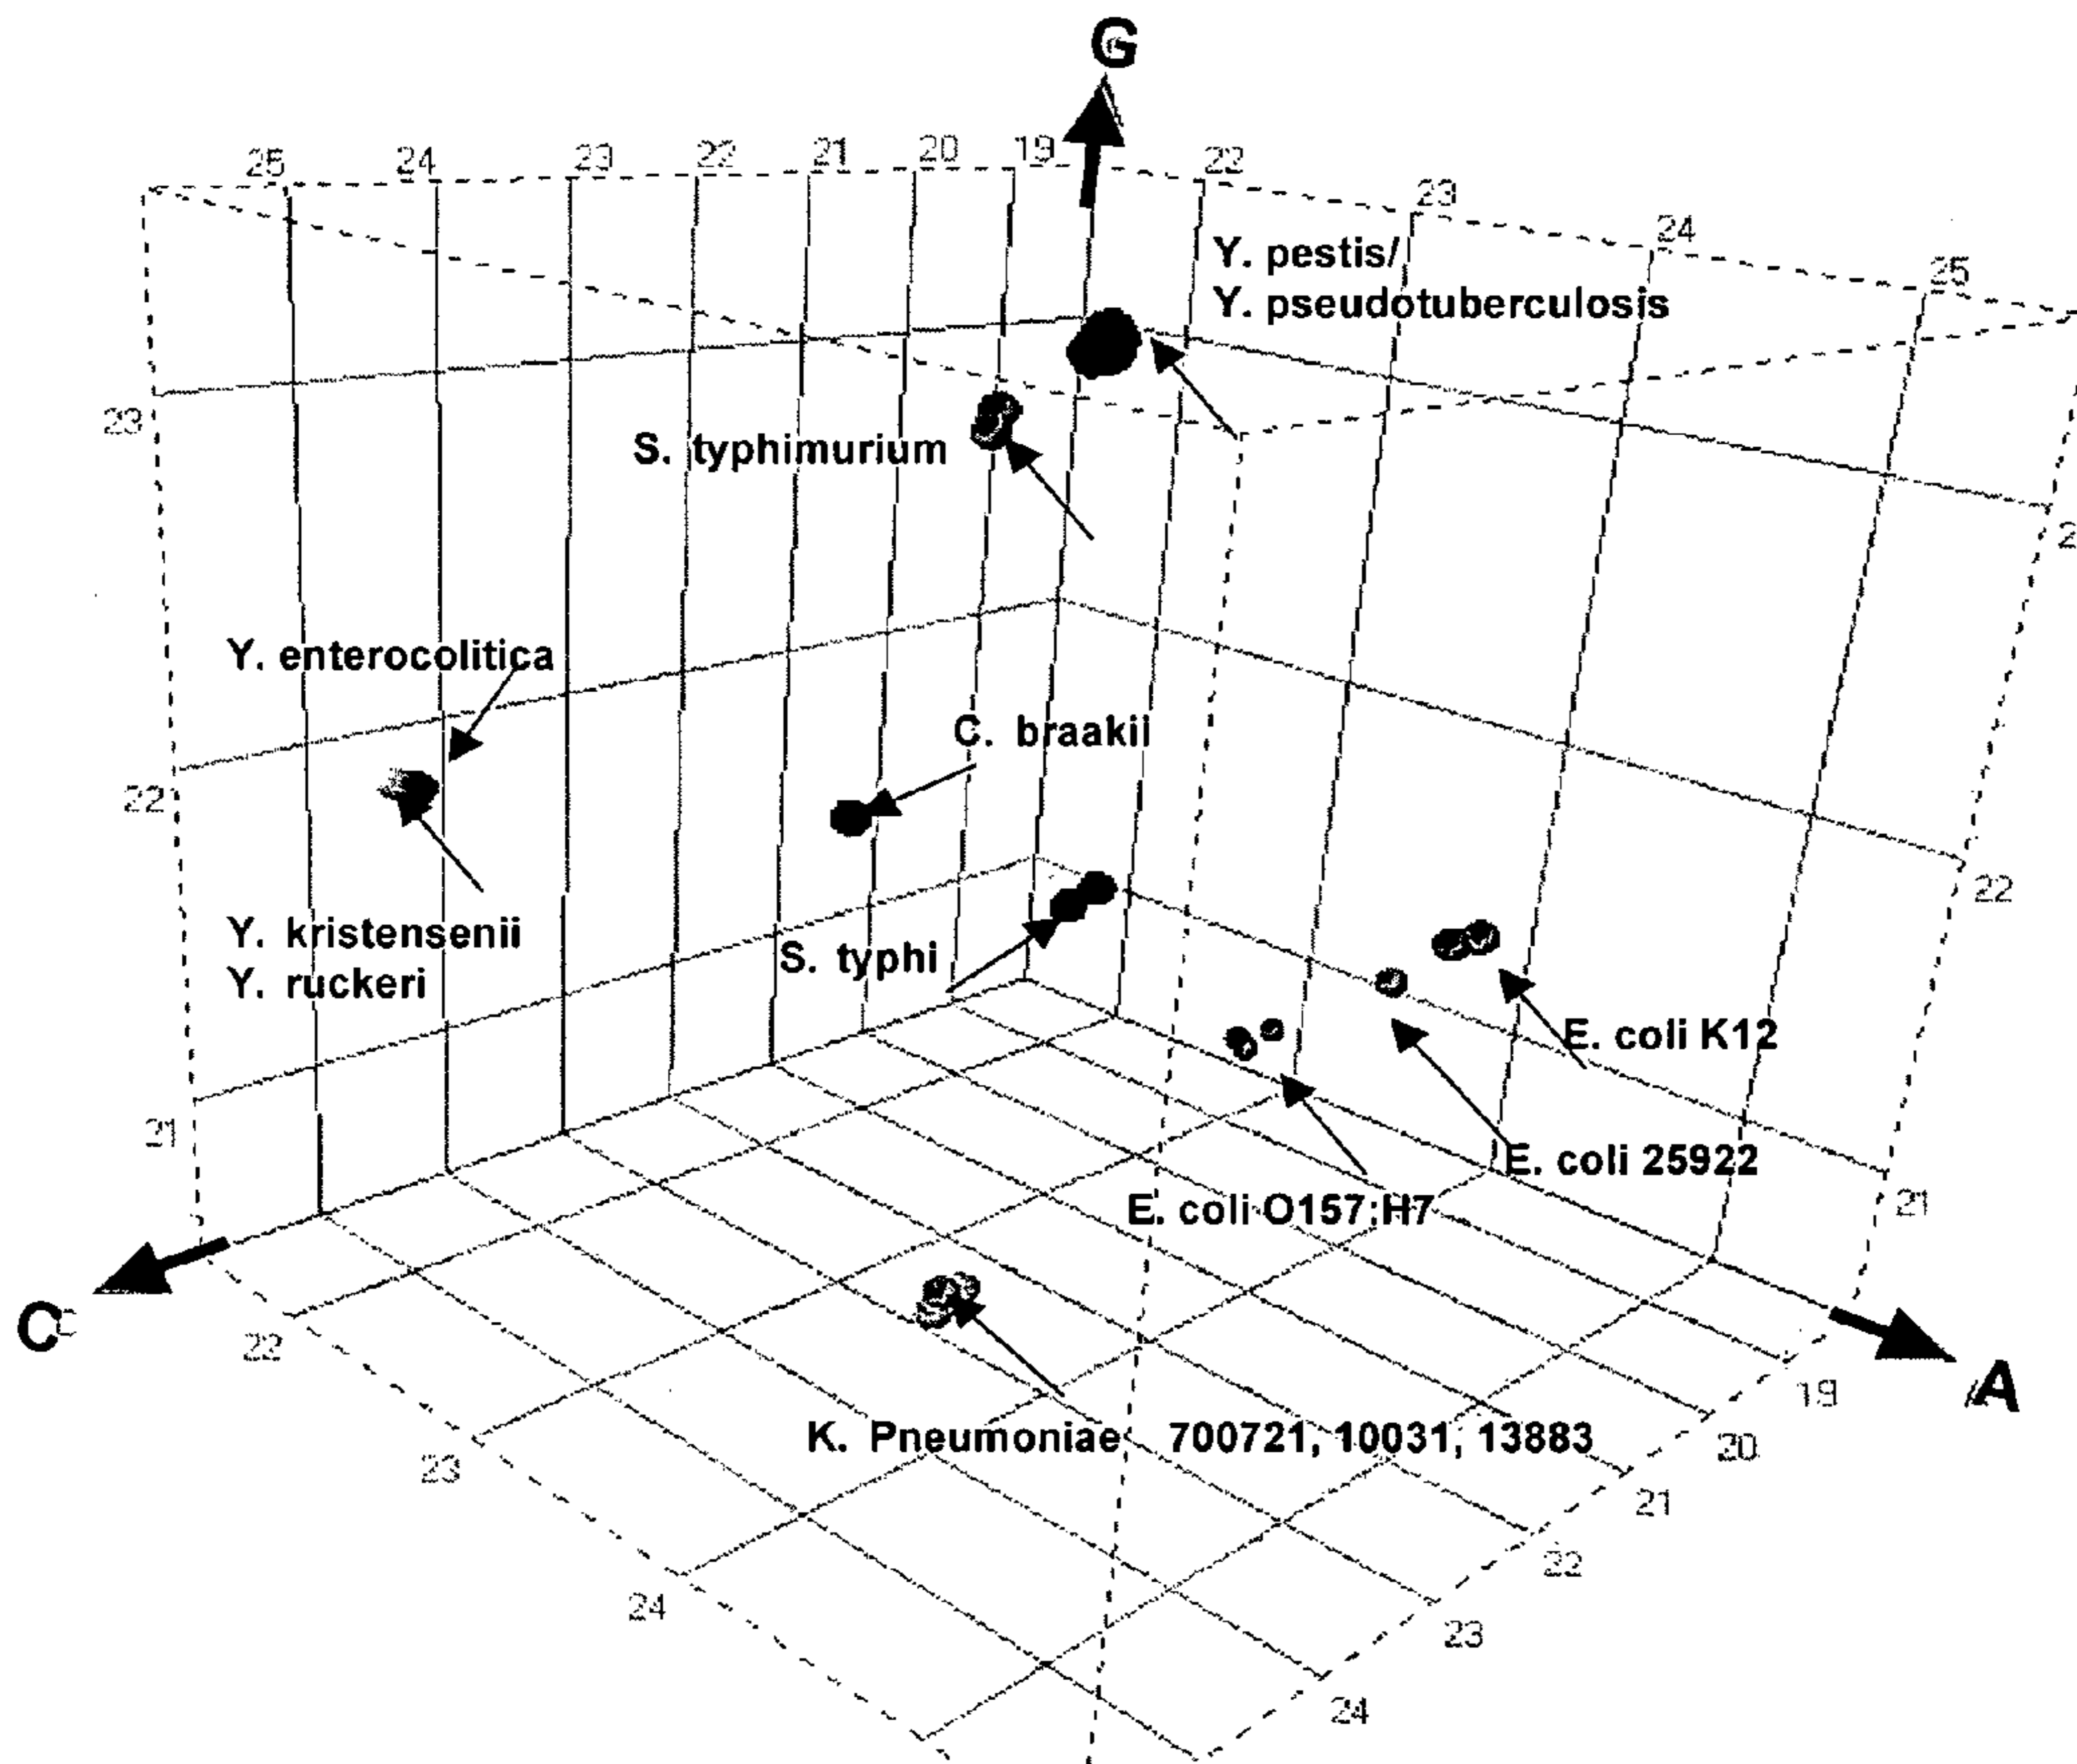 G
25 24 23 22 21 20 19 22 23 24 25
Y. pestis/
Y. pseudotuberculosis
23
S. typhimurium
2
Y. enterocolitica
C. braakii
22
22
Y. kristensenii
Y. ruckeri
S. typhi
E. coli K12
21
E. coli 25922
21
E. coli O157:H7
C
C
22
A
19
K. Pneumoniae 700721, 10031, 13883
23
20
21
22
24
23
24